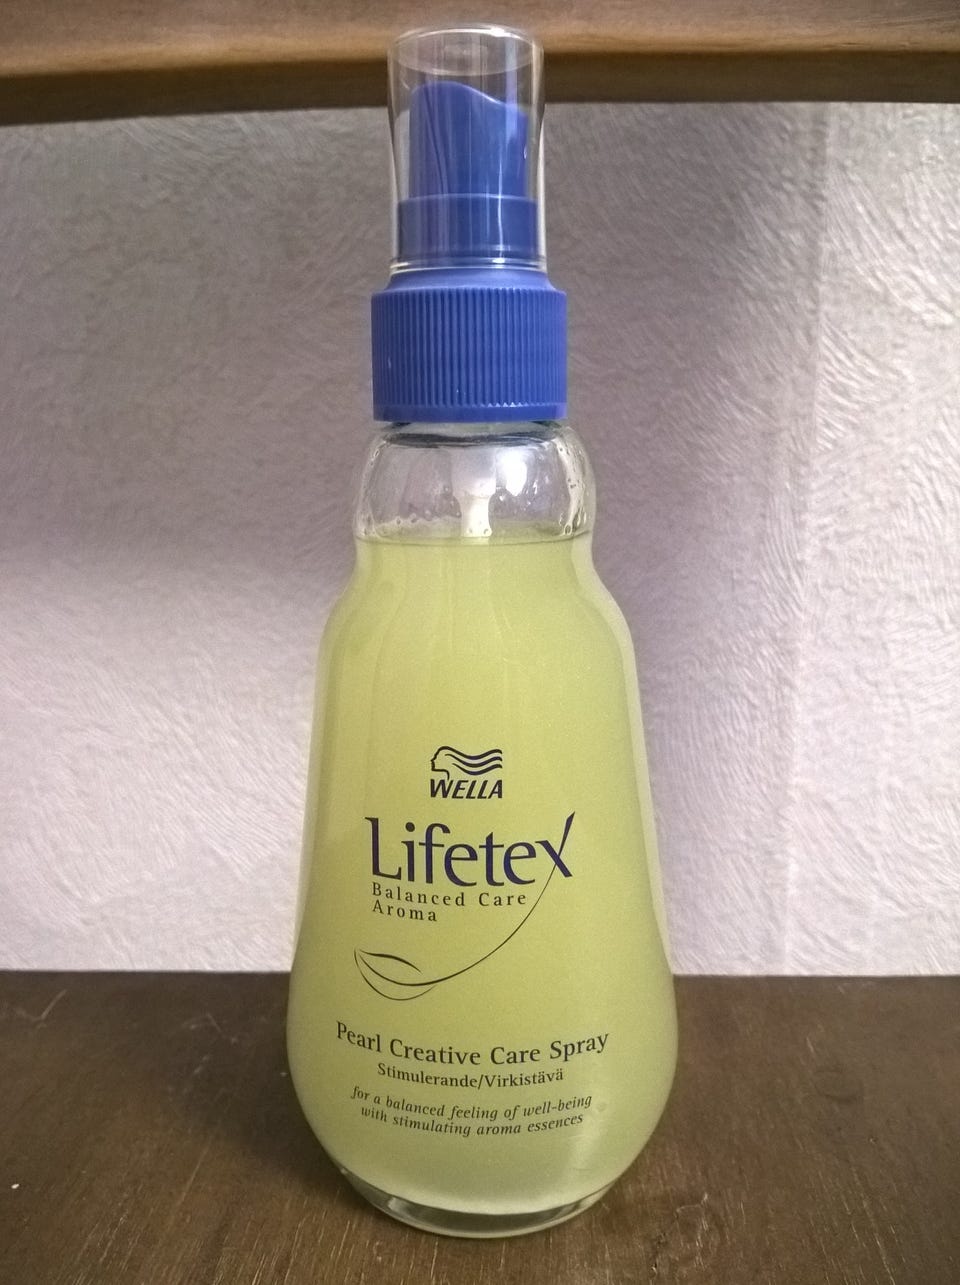 WELLA
Lifetex
Balanced Care
Aroma
Pearl Creative Care Spray
Stimulerande/Virkistävä
for a balanced feeling of well-being
with stimulating aroma essences